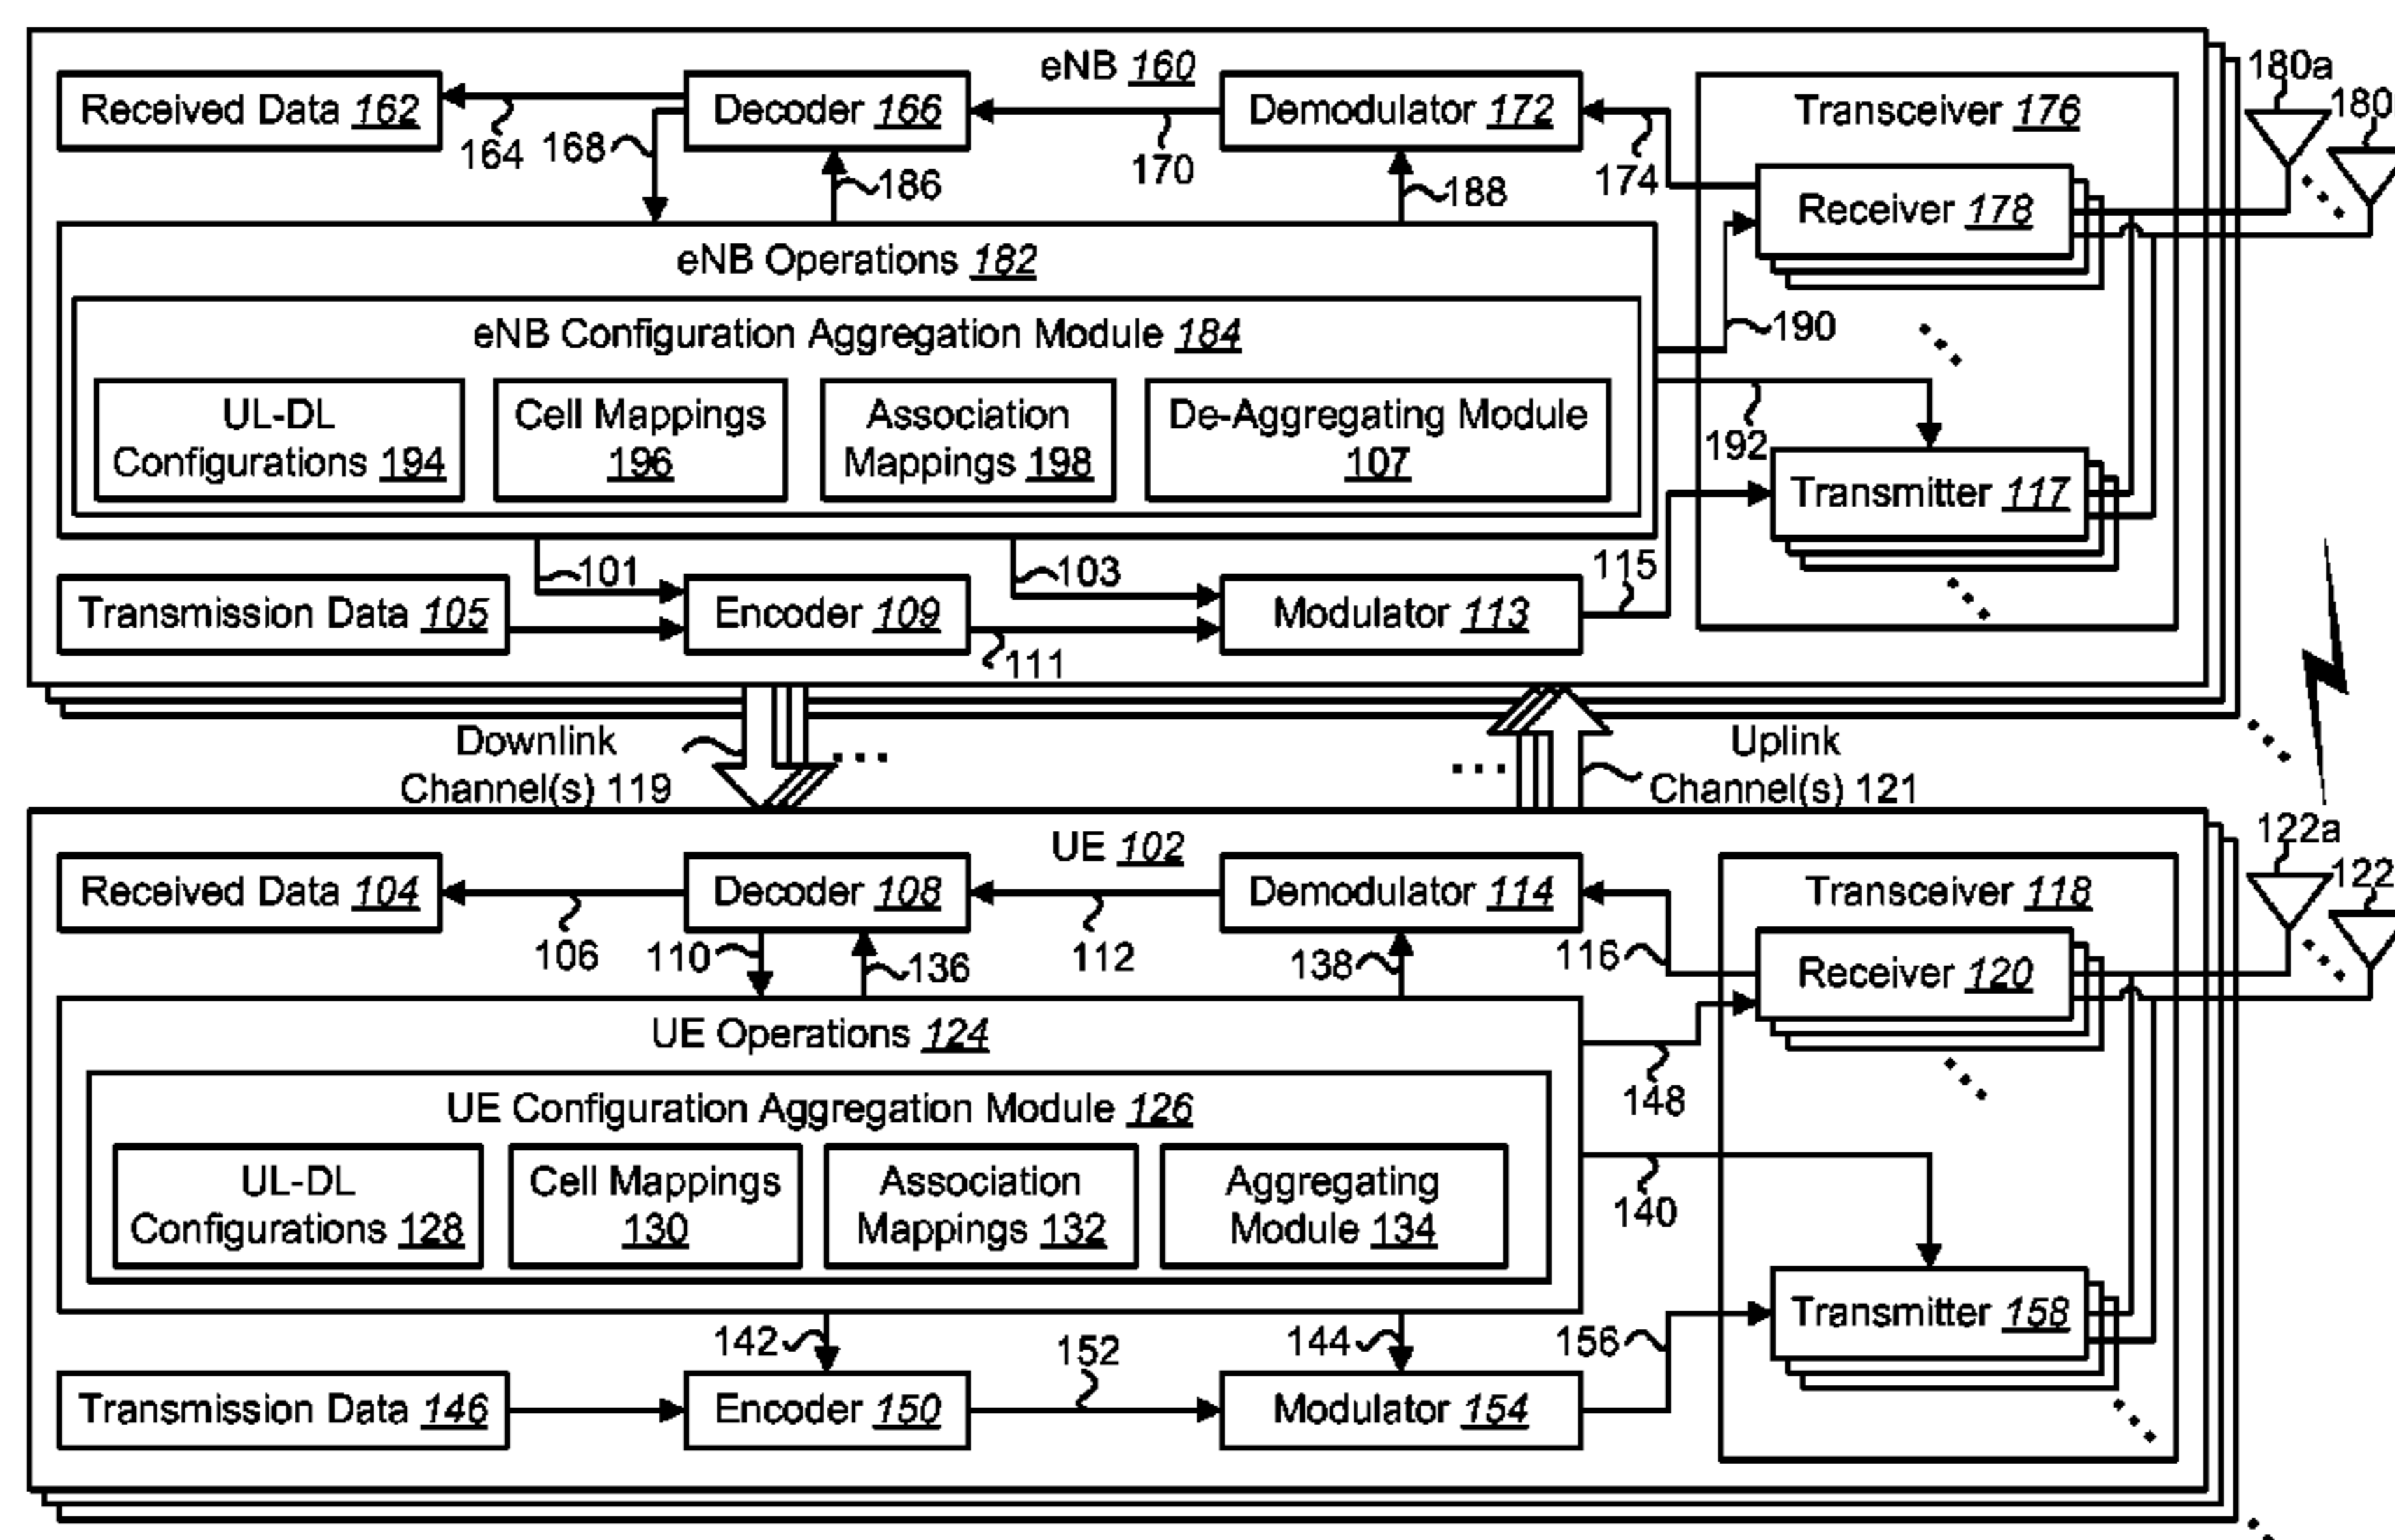 eNB 160
180a
180
Received Data 162
164
168
Decoder 166
186
170
Demodulator 172
188
174
Transceiver 176
Receiver 178
eNB Operations 182
190
eNB Configuration Aggregation Module 184
UL-DL
Configurations 194
Cell Mappings
196
Association
Mappings 198
De-Aggregating Module
107
192
Transmitter 117
101
103
115
Transmission Data 105
Encoder 109
111
Modulator 113
Downlink
Channel(s) 119
Uplink
Channel(s) 121
UE 102
122a
122
Received Data 104
106
Decoder 108
110
136
112
Demodulator 114
138
116
Transceiver 118
Receiver 120
UE Operations 124
148
UE Configuration Aggregation Module 126
UL-DL
Configurations 128
Cell Mappings
130
Association
Mappings 132
Aggregating
Module 134
140
Transmitter 158
142
144
156
152
Transmission Data 146
Encoder 150
Modulator 154